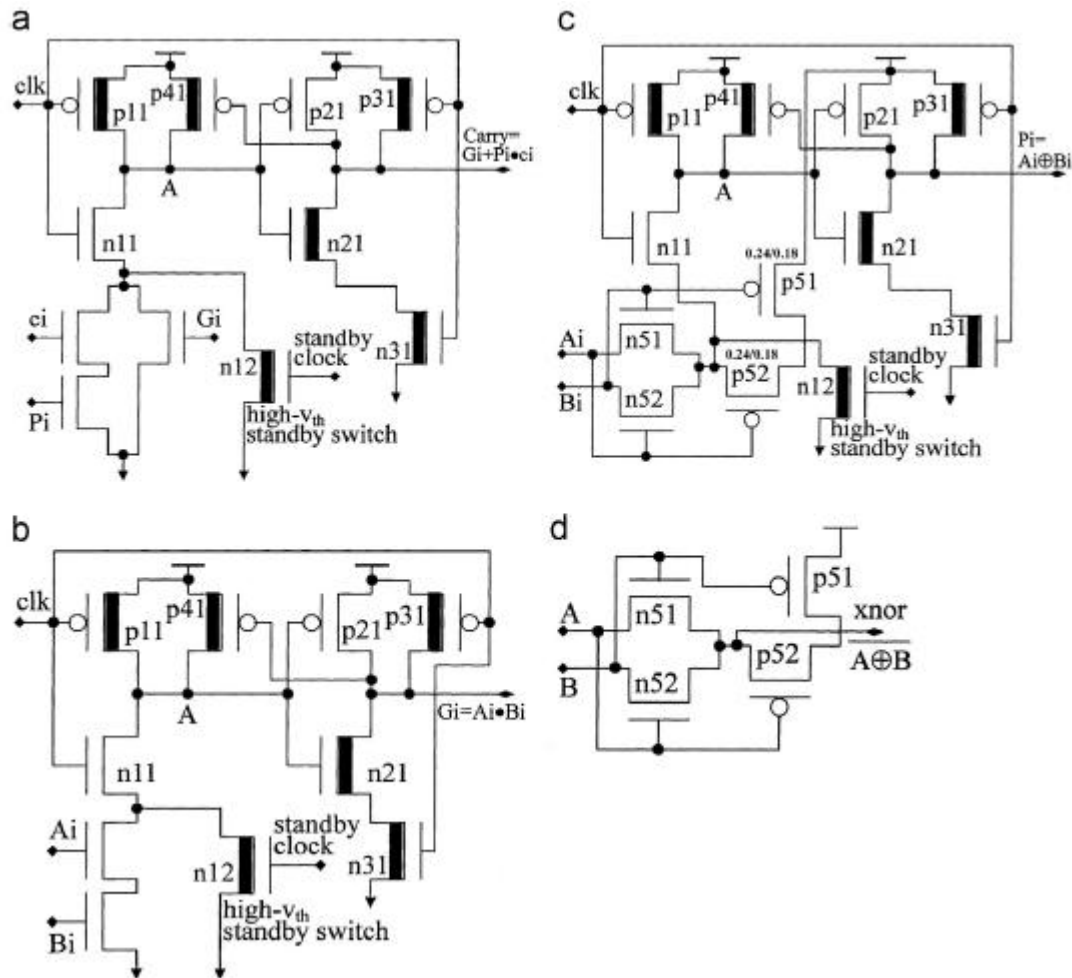 a
clk
p11
p41
p21
p31
Carry=
Gi+Pi•ci
A
n11
n21
ci
Gi
Pi
n12
standby
clock
n31
high-vth
standby switch
c
clk
p11
p41
p21
p31
Pi=
Ai⊕Bi
A
n11
n21
0.24/0.18
p51
Ai
n51
Bi
n52
0.24/0.18
p52
n12
standby
clock
n31
high-vth
standby switch
b
clk
p11
p41
p21
p31
A
Gi=Ai•Bi
n11
n21
Ai
n12
standby
clock
n31
Bi
high-vth
standby switch
d
p51
A
n51
xnor
B
n52
p52
A⊕B